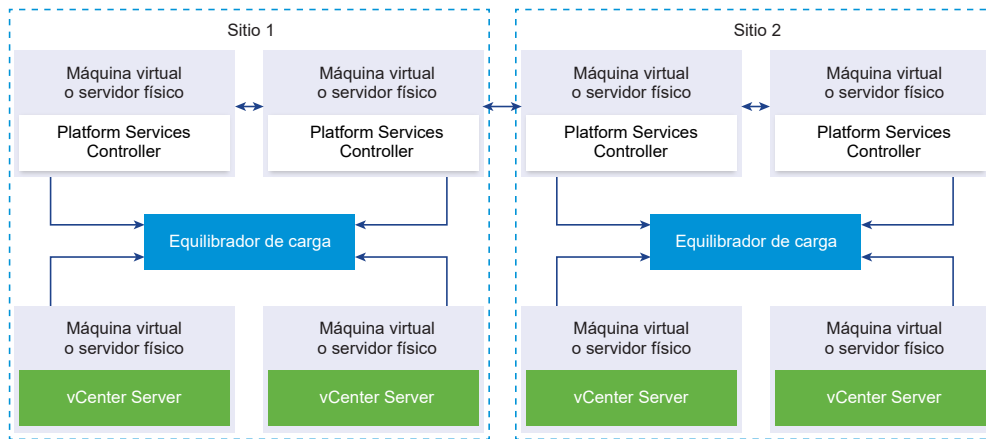 Sitio 1
Máquina virtual
o servidor físico
Platform Services
Controller
Máquina virtual
o servidor físico
Platform Services
Controller
Equilibrador de carga
Máquina virtual
o servidor físico
vCenter Server
Máquina virtual
o servidor físico
vCenter Server
Sitio 2
Máquina virtual
o servidor físico
Platform Services
Controller
Máquina virtual
o servidor físico
Platform Services
Controller
Equilibrador de carga
Máquina virtual
o servidor físico
vCenter Server
Máquina virtual
o servidor físico
vCenter Server